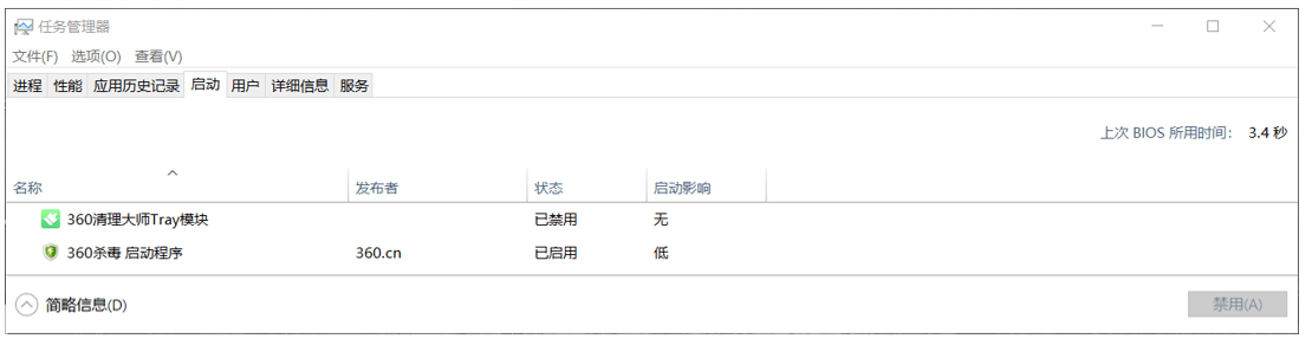 任务管理器
文件(F) 选项(O) 查看(V)
进程 性能 应用历史记录 启动 用户 详细信息 服务
上次 BIOS 所用时间: 3.4 秒
名称 发布者 状态 启动影响
360清理大师Tray模块 已禁用 无
360杀毒 启动程序 360.cn 已启用 低
简略信息(D) 禁用(A)